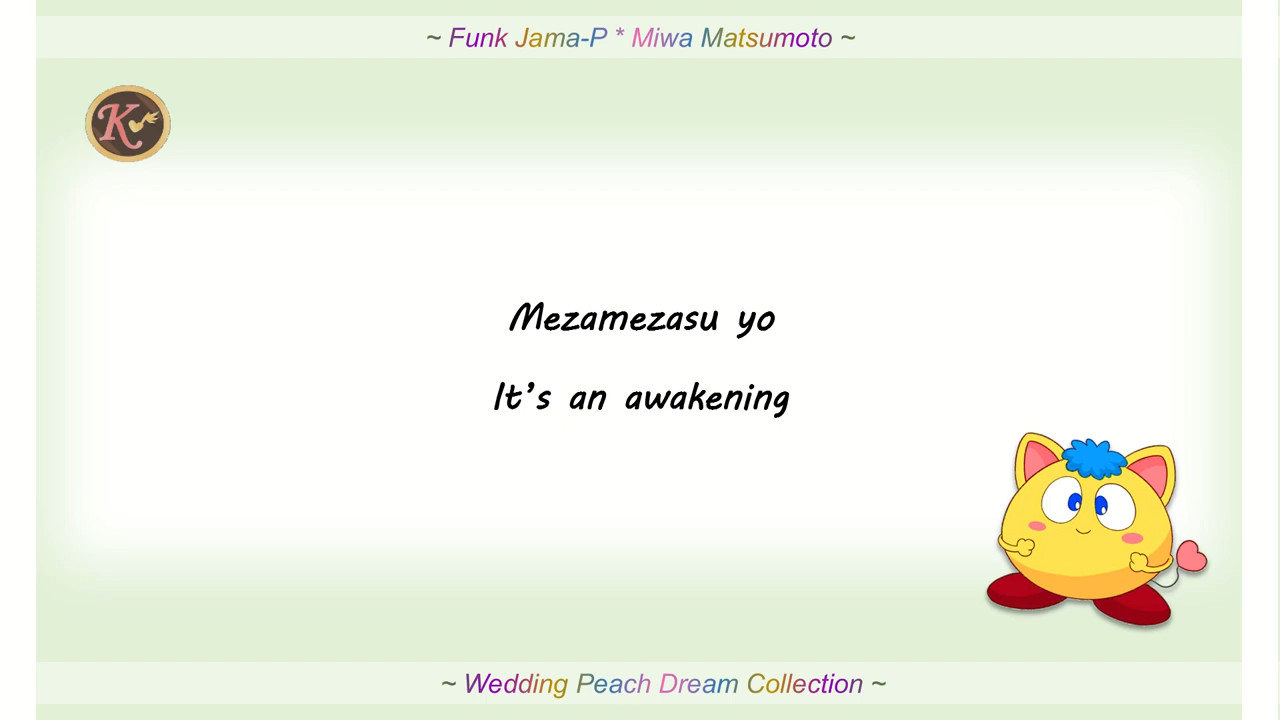 ~ Funk Jama-P * Miwa Matsumoto ~
K
Mezamezasu yo
It's an awakening
~ Wedding Peach Dream Collection ~